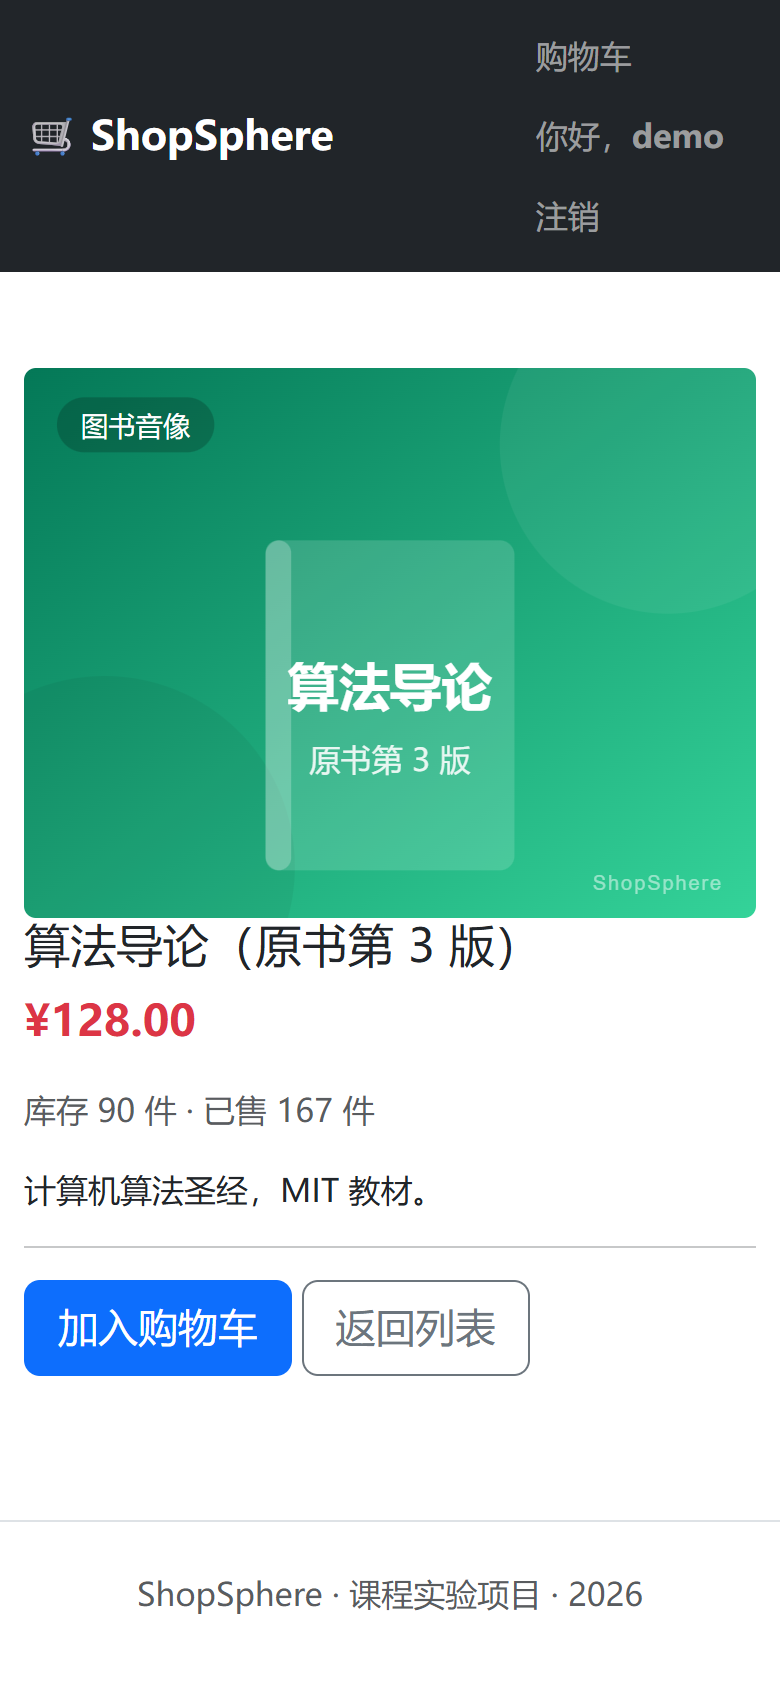 购物车
ShopSphere
你好，demo
注销
图书音像
算法导论
原书第 3 版
ShopSphere
算法导论（原书第 3 版）
¥128.00
库存 90 件 · 已售 167 件
计算机算法圣经，MIT 教材。
加入购物车 返回列表
ShopSphere · 课程实验项目 · 2026